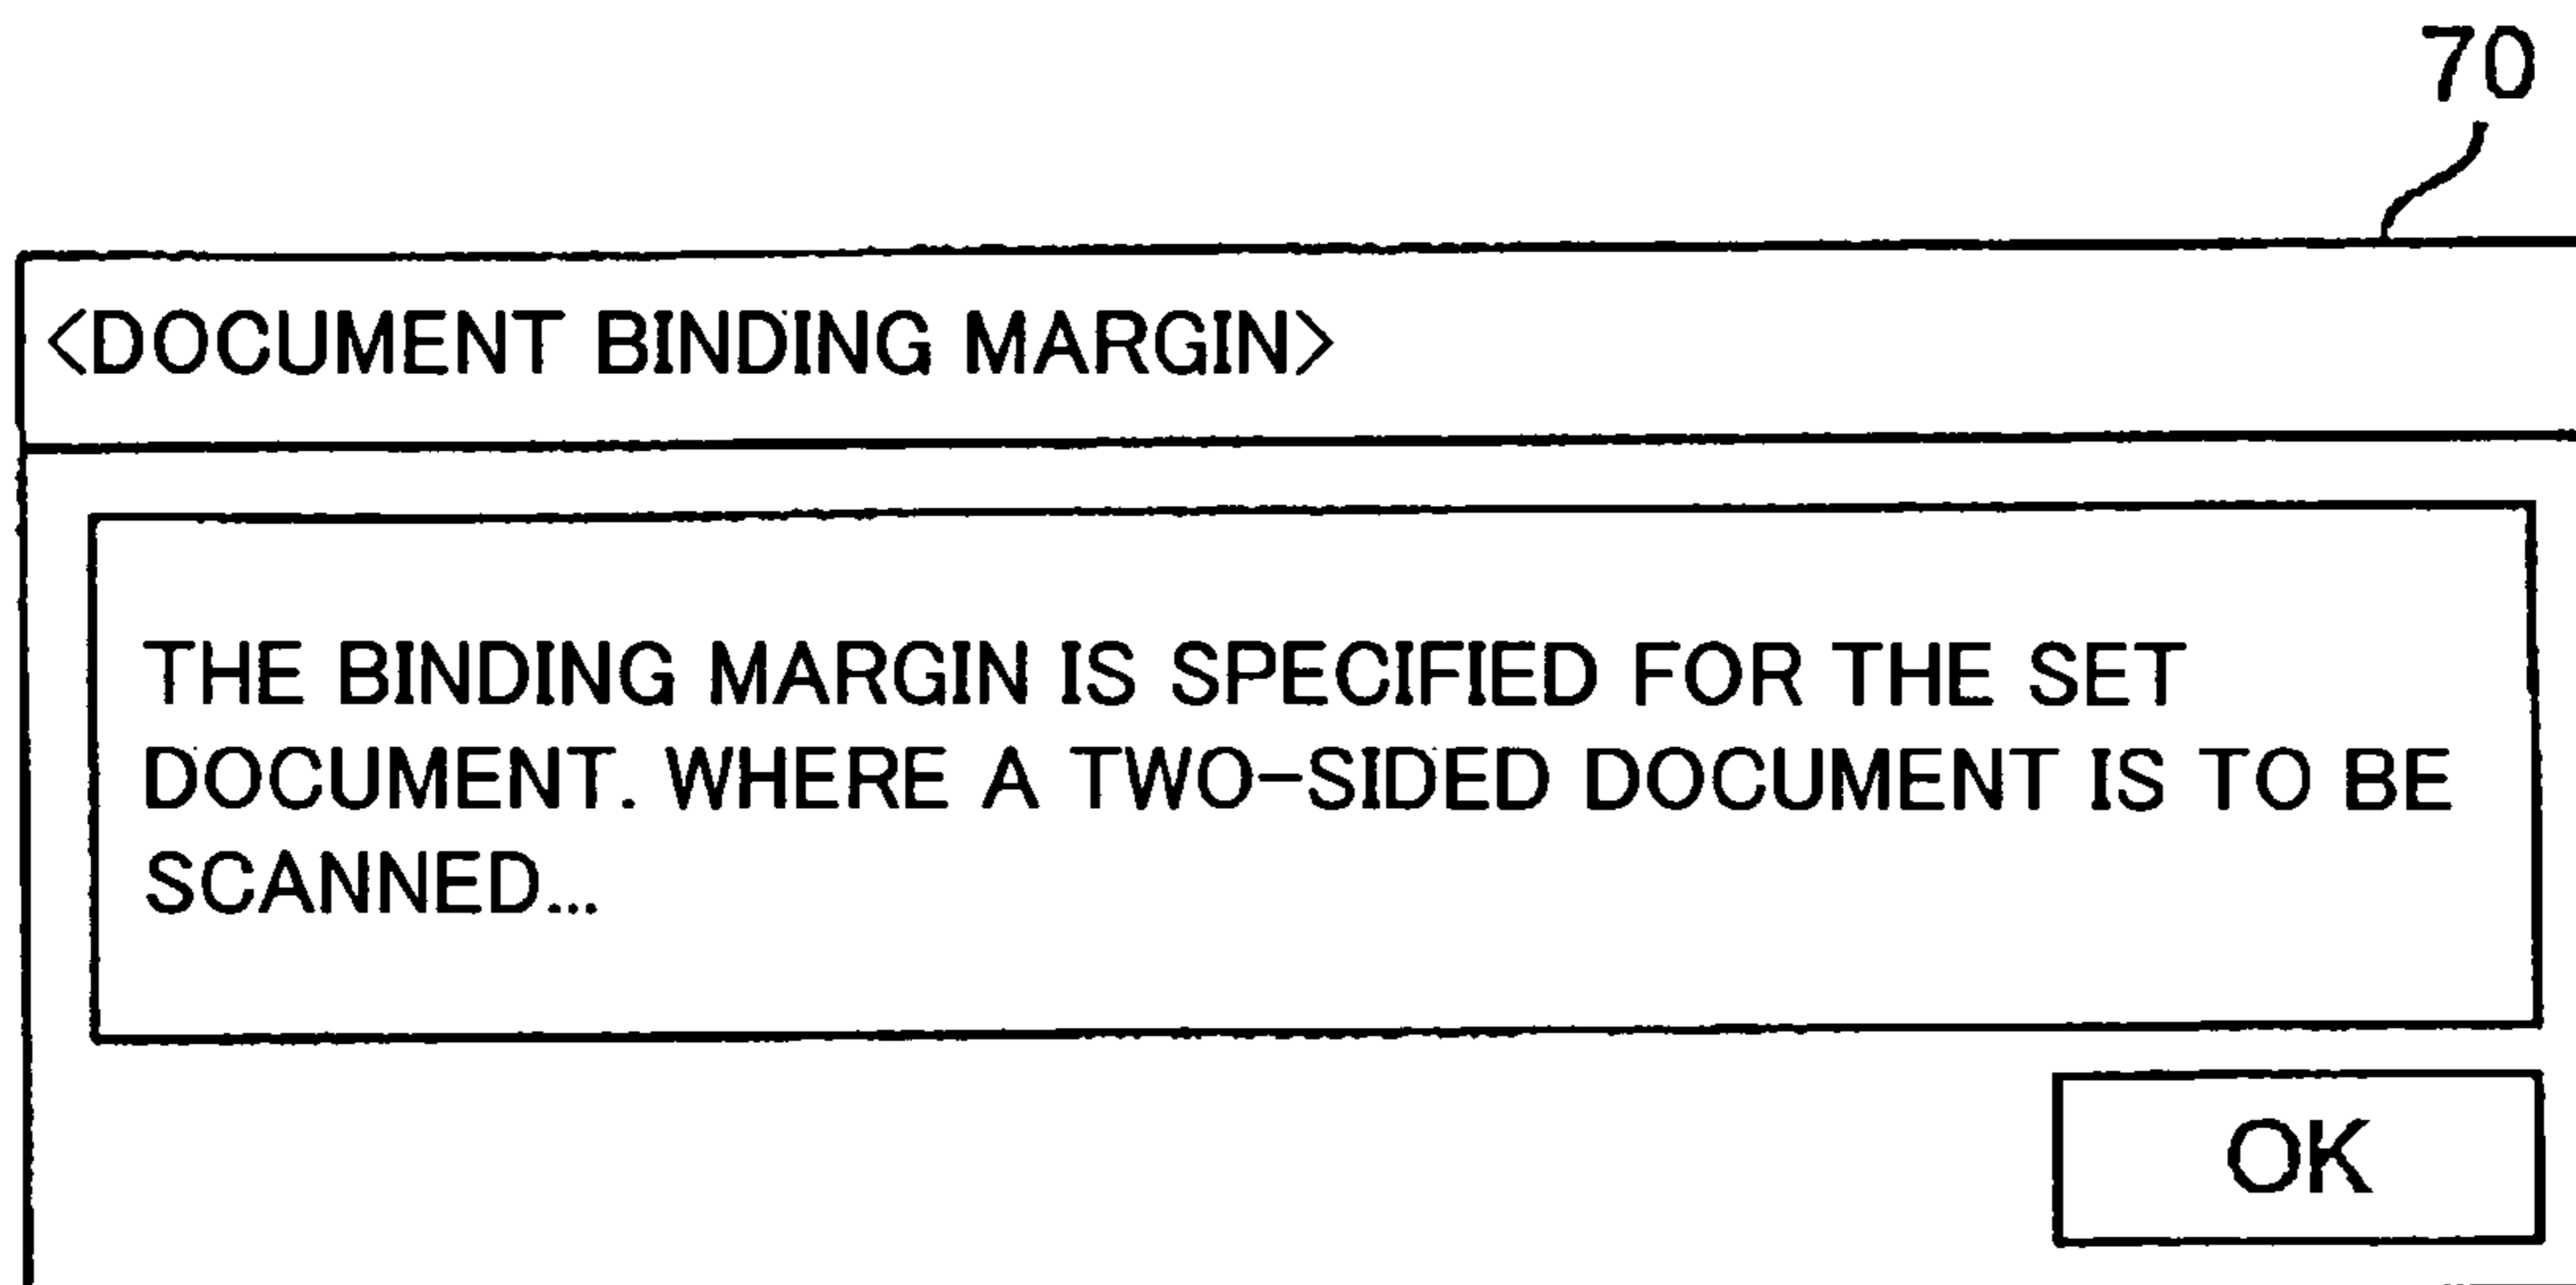 70
<DOCUMENT BINDING MARGIN>
THE BINDING MARGIN IS SPECIFIED FOR THE SET
DOCUMENT. WHERE A TWO-SIDED DOCUMENT IS TO BE
SCANNED...
OK